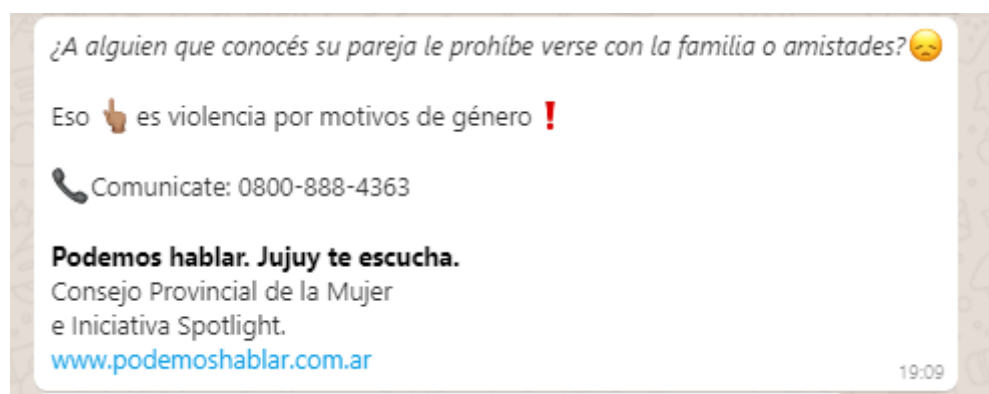 ¿A alguien que conocés su pareja le prohíbe verse con la familia o amistades?😞
Eso 👆🏽 es violencia por motivos de género❗
📞Comunicate: 0800-888-4363
Podemos hablar. Jujuy te escucha.
Consejo Provincial de la Mujer
e Iniciativa Spotlight.
www.podemoshablar.com.ar
19:09